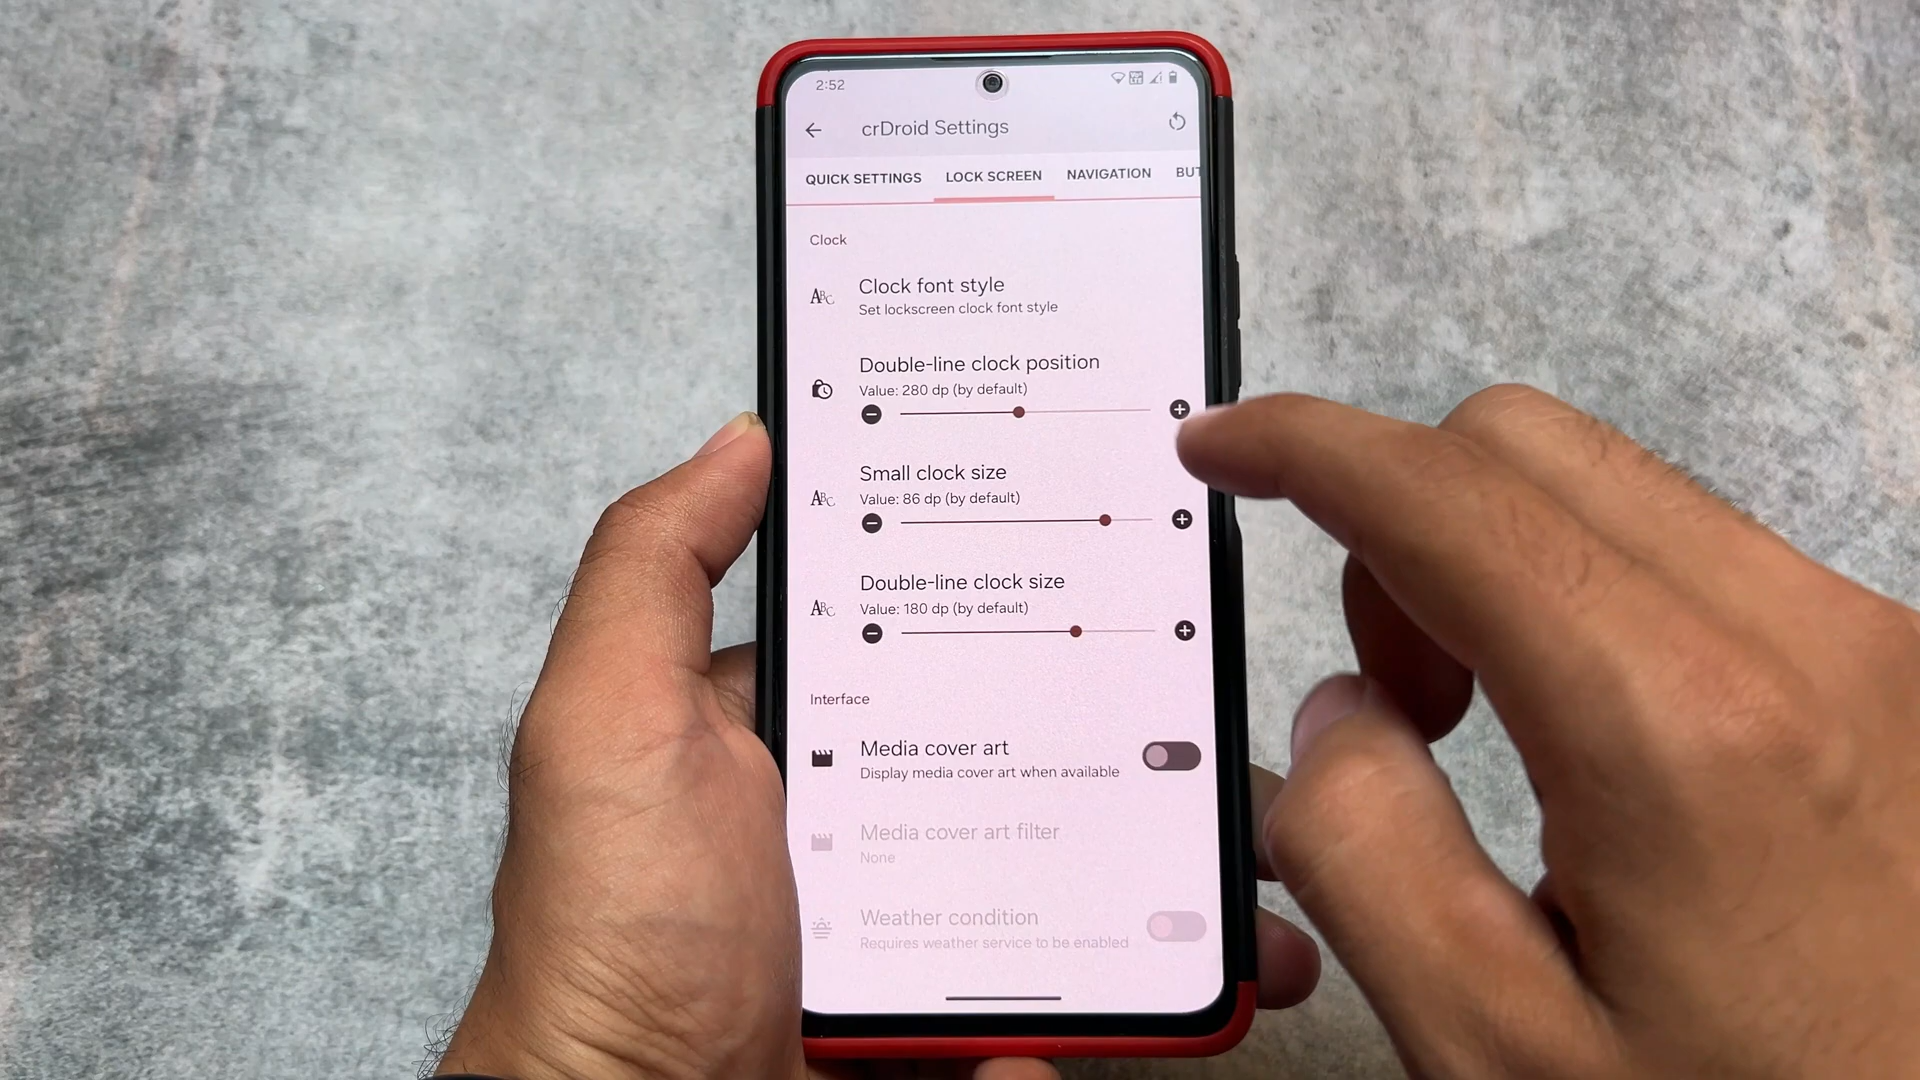 2:52
crDroid Settings
QUICK SETTINGS LOCK SCREEN NAVIGATION BUT
Clock
ABC
Clock font style
Set lockscreen clock font style
Double-line clock position
Value: 280 dp (by default)
ABC
Small clock size
Value: 86 dp (by default)
ABC
Double-line clock size
Value: 180 dp (by default)
Interface
Media cover art
Display media cover art when available
Media cover art filter
None
Weather condition
Requires weather service to be enabled